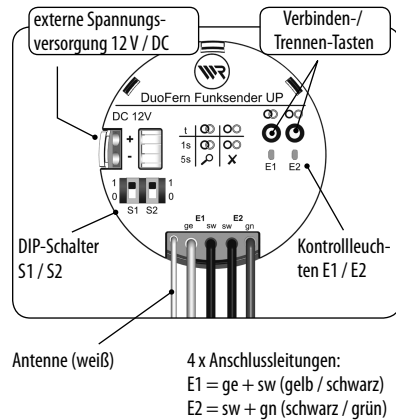 externe Spannungs-
versorgung 12 V / DC
Verbinden-/
Trennen-Tasten
DuoFern Funksender UP
DC 12V
+
-
t
1s
5s
E1 E2
1 1
0 0
S1 S2
E1 E2
ge sw sw gn
DIP-Schalter
S1 / S2
Kontrollleuch-
ten E1 / E2
Antenne (weiß)
4 x Anschlussleitungen:
E1 = ge + sw (gelb / schwarz)
E2 = sw + gn (schwarz / grün)